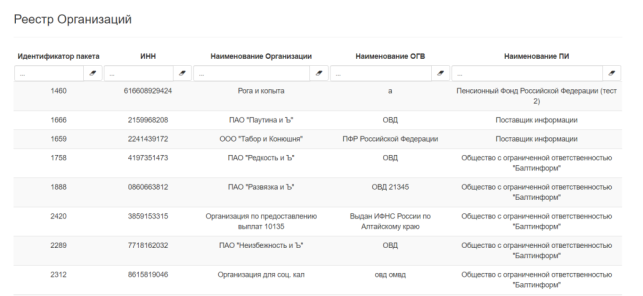 Реестр Организаций
Идентификатор пакета ИНН Наименование Организации Наименование ОГВ Наименование ПИ
... ... ... ... ...
1460 616608929424 Рога и копыта а Пенсионный Фонд Российской Федерации (тест
2)
1666 2159968208 ПАО "Паутина и Ъ" ОВД Поставщик информации
1659 2241439172 ООО "Табор и Конюшня" ПФР Российской Федерации Поставщик информации
1758 4197351473 ПАО "Редкость и Ъ" ОВД Общество с ограниченной ответственностью
"Балтинформ"
1888 0860663812 ПАО "Развязка и Ъ" ОВД 21345 Общество с ограниченной ответственностью
"Балтинформ"
2420 3859153315 Организация по предоставлению Выдан ИФНС России по Общество с ограниченной ответственностью
выплат 10135 Алтайскому краю "Балтинформ"
2289 7718162032 ПАО "Неизбежность и Ъ" ОВД Общество с ограниченной ответственностью
"Балтинформ"
2312 8615819046 Организация для соц. кап овд омвд Общество с ограниченной ответственностью
"Балтинформ"